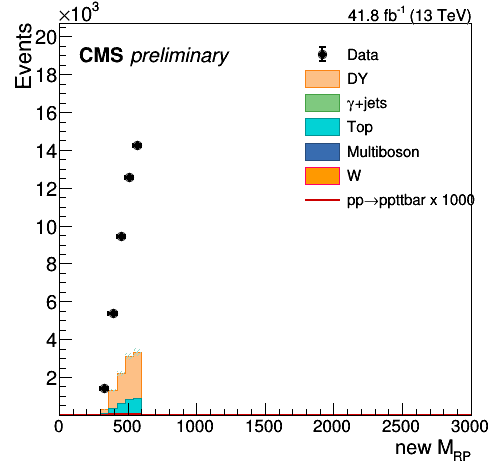 ×10³
41.8 fb⁻¹ (13 TeV)
Events
CMS preliminary
Data
DY
γ+jets
Top
Multiboson
W
pp→ppttbar x 1000
20
18
16
14
12
10
8
6
4
2
0 500 1000 1500 2000 2500 3000
new M_RP